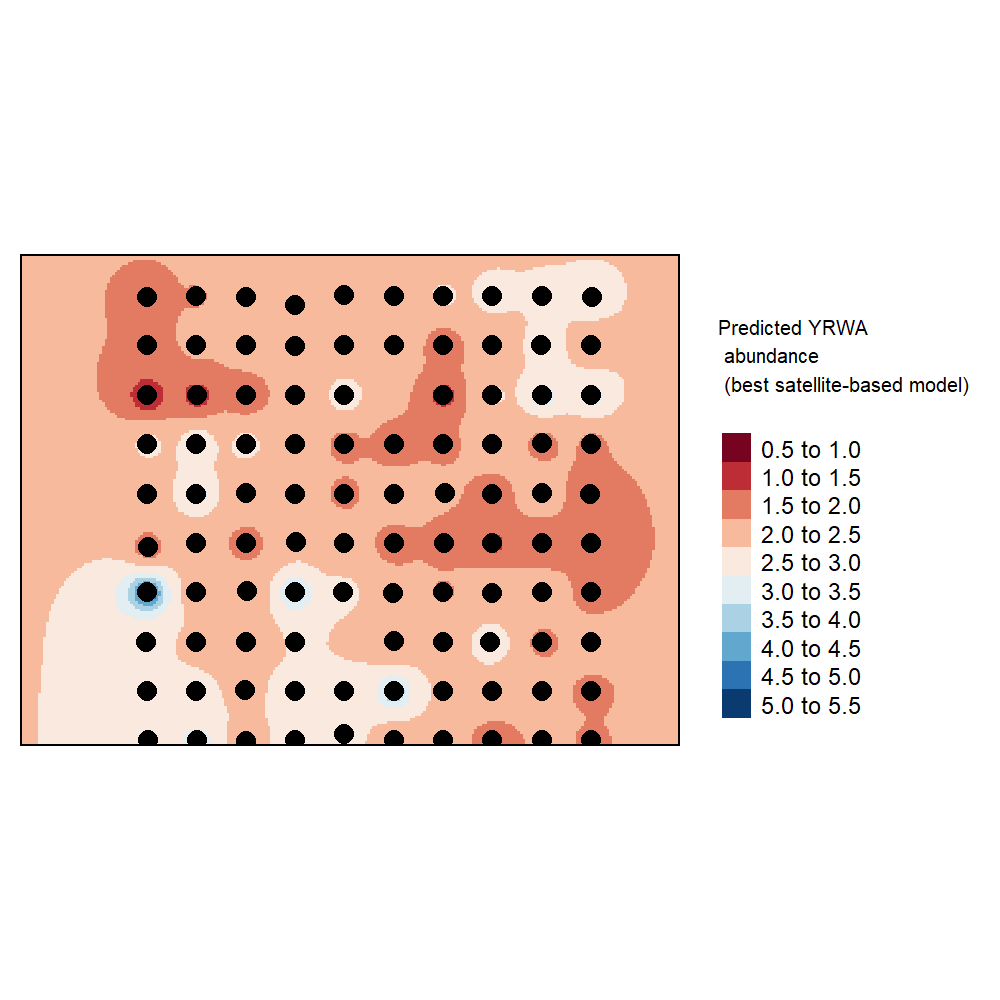 Predicted YRWA
abundance
(best satellite-based model)
0.5 to 1.0
1.0 to 1.5
1.5 to 2.0
2.0 to 2.5
2.5 to 3.0
3.0 to 3.5
3.5 to 4.0
4.0 to 4.5
4.5 to 5.0
5.0 to 5.5